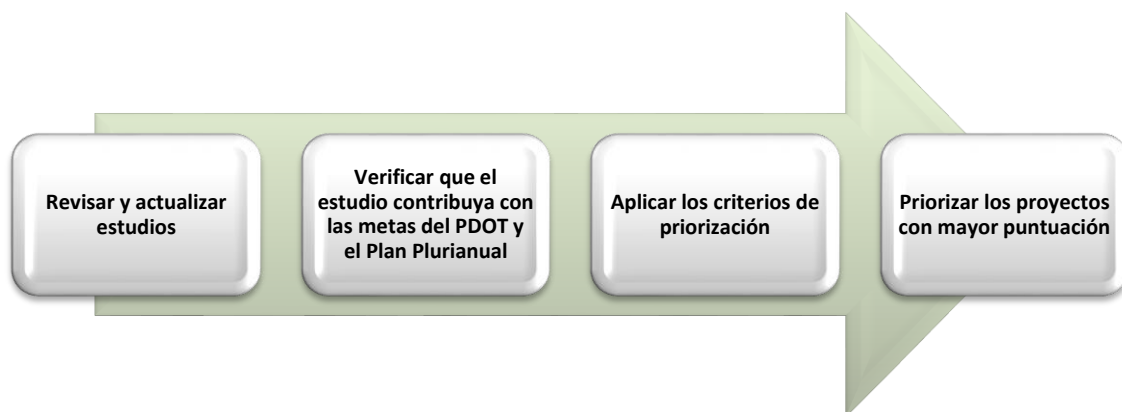 Revisar y actualizar
estudios
Verificar que el
estudio contribuya con
las metas del PDOT y
el Plan Plurianual
Aplicar los criterios de
priorización
Priorizar los proyectos
con mayor puntuación